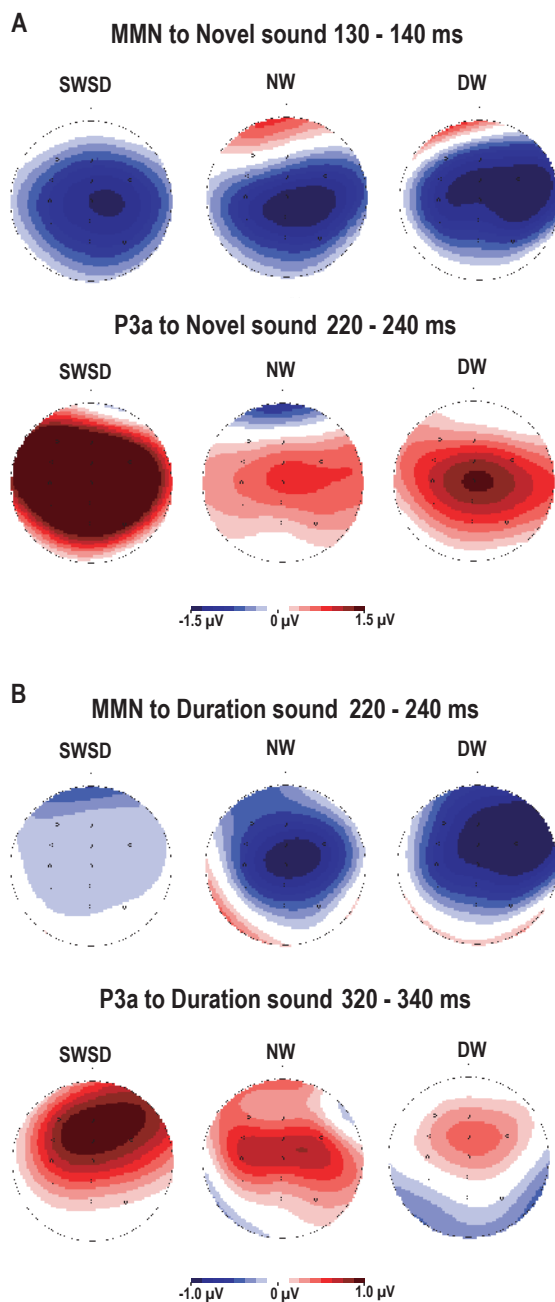 A
MMN to Novel sound 130 - 140 ms
SWSD NW DW
P3a to Novel sound 220 - 240 ms
SWSD NW DW
-1.5 µV 0 µV 1.5 µV
B
MMN to Duration sound 220 - 240 ms
SWSD NW DW
P3a to Duration sound 320 - 340 ms
SWSD NW DW
-1.0 µV 0 µV 1.0 µV